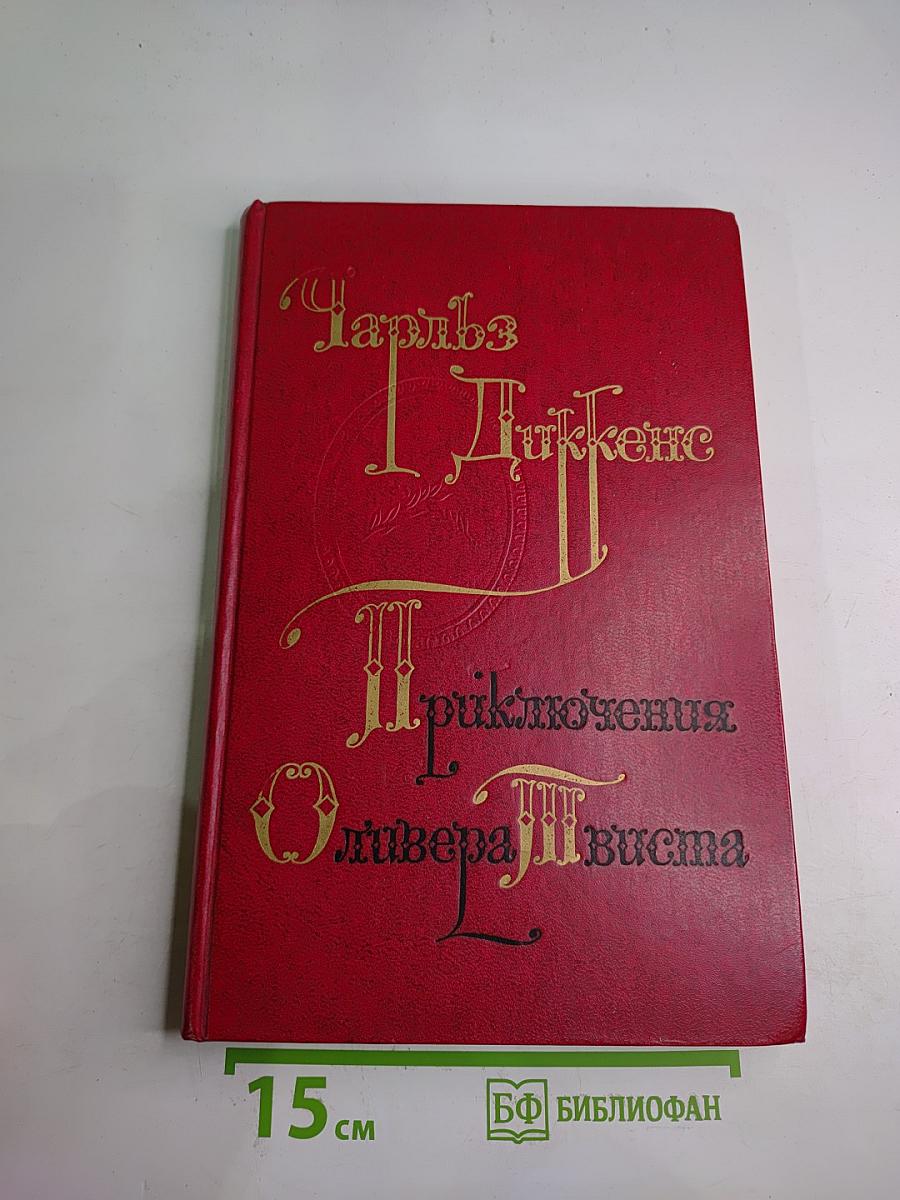 Чарльз
Диккенс
Приключения
Оливера Твиста
15 см
БФ БИБЛИОФАН